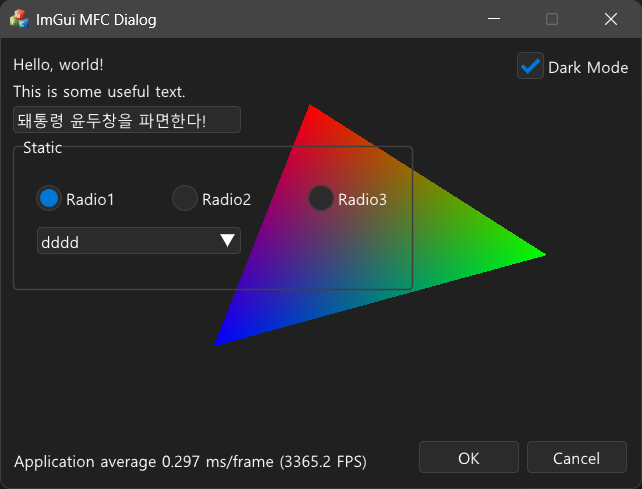 ImGui MFC Dialog
Hello, world!
Dark Mode
This is some useful text.
돼통령 윤두창을 파면한다!
Static
Radio1
Radio2
Radio3
dddd
Application average 0.297 ms/frame (3365.2 FPS)
OK
Cancel